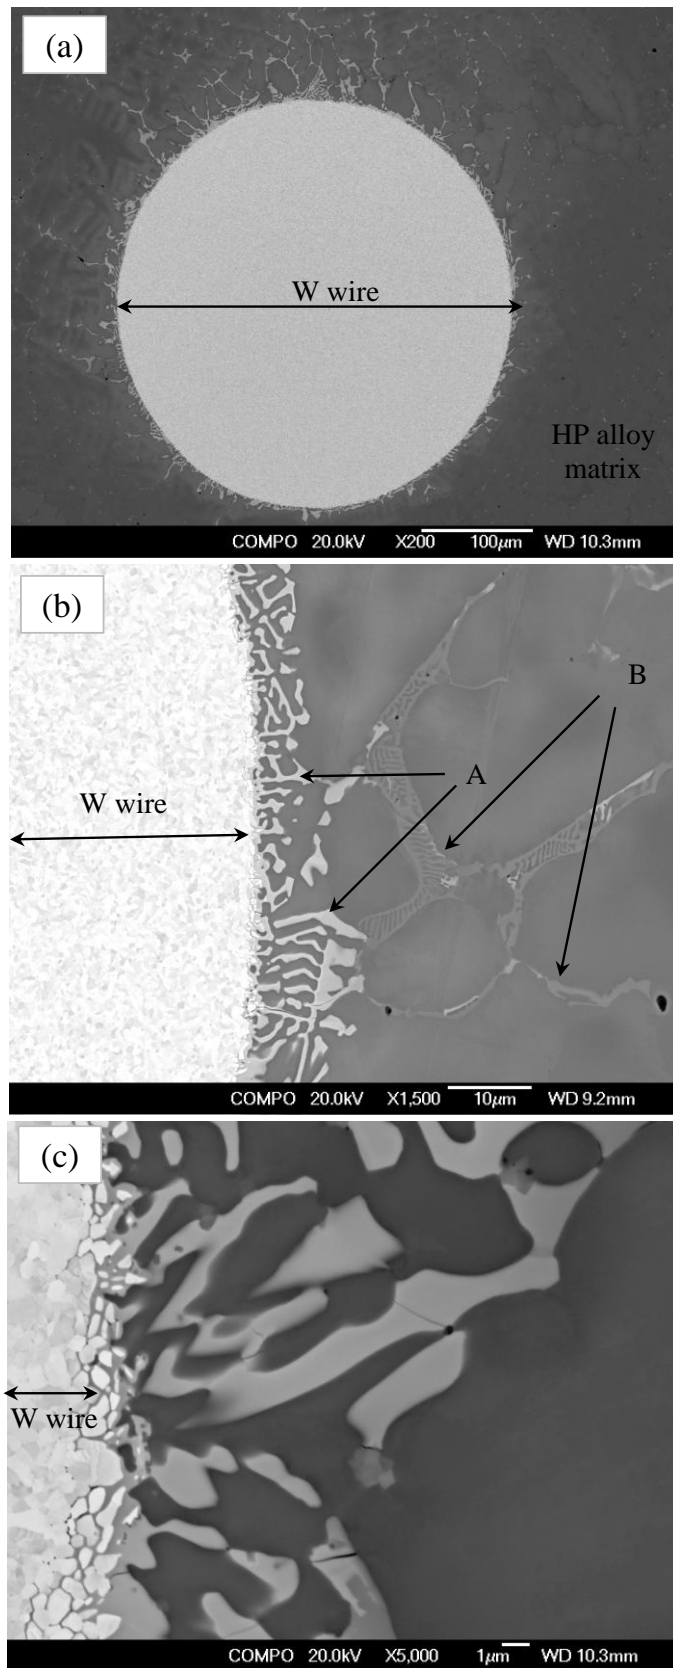 (a)
W wire
HP alloy
matrix
COMPO 20.0kV X200 100µm WD 10.3mm
(b)
B
A
W wire
COMPO 20.0kV X1,500 10µm WD 9.2mm
(c)
W wire
COMPO 20.0kV X5,000 1µm WD 10.3mm